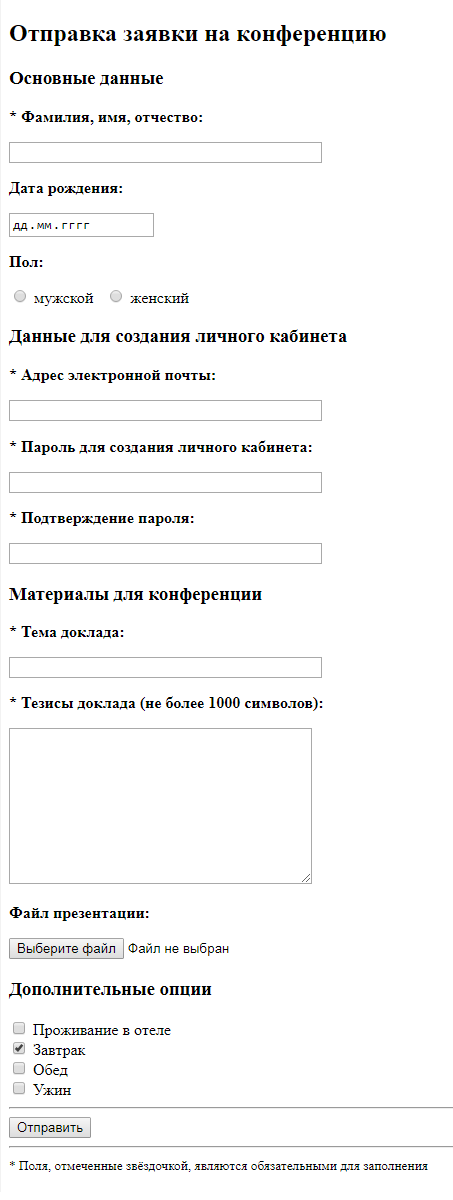 Отправка заявки на конференцию
Основные данные
* Фамилия, имя, отчество:
Дата рождения:
дд.мм.гггг
Пол:
мужской женский
Данные для создания личного кабинета
* Адрес электронной почты:
* Пароль для создания личного кабинета:
* Подтверждение пароля:
Материалы для конференции
* Тема доклада:
* Тезисы доклада (не более 1000 символов):
Файл презентации:
Выберите файл Файл не выбран
Дополнительные опции
Проживание в отеле
Завтрак
Обед
Ужин
Отправить
* Поля, отмеченные звёздочкой, являются обязательными для заполнения